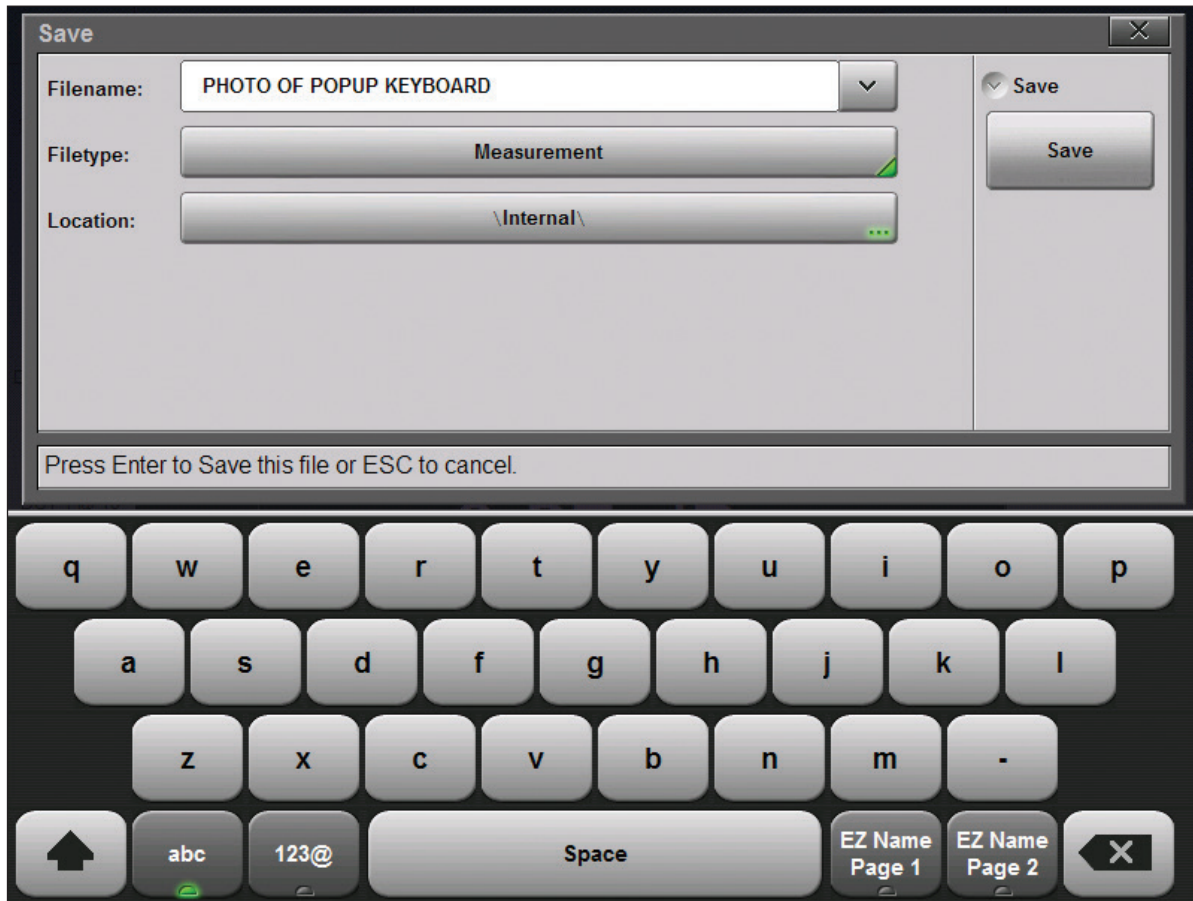 Save
Filename: PHOTO OF POPUP KEYBOARD
Save
Filetype: Measurement
Save
Location: \Internal\
Press Enter to Save this file or ESC to cancel.
q w e r t y u i o p
a s d f g h j k l
z x c v b n m -
abc 123@ Space EZ Name Page 1 EZ Name Page 2